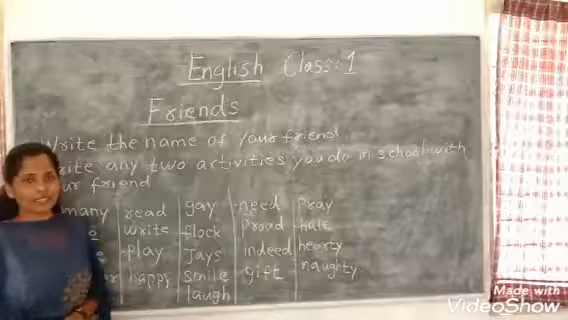 English Class: 1
Friends
Write the name of your friend
Write any two activities you do in school with
friend
many read gay need Pray
write flock proud hate
play Jays indeed hearty
happy smile gift naughty
laugh
Made with
VideoShow